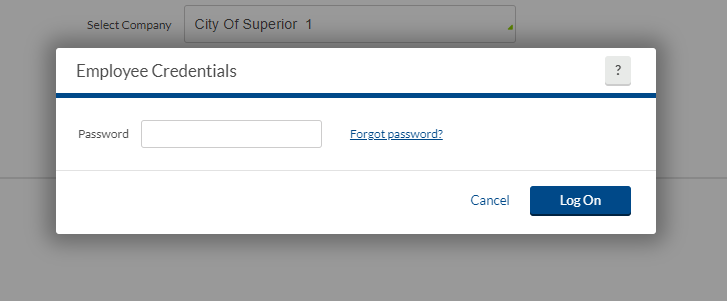 Select Company City Of Superior 1
Employee Credentials ?
Password Forgot password?
Cancel Log On